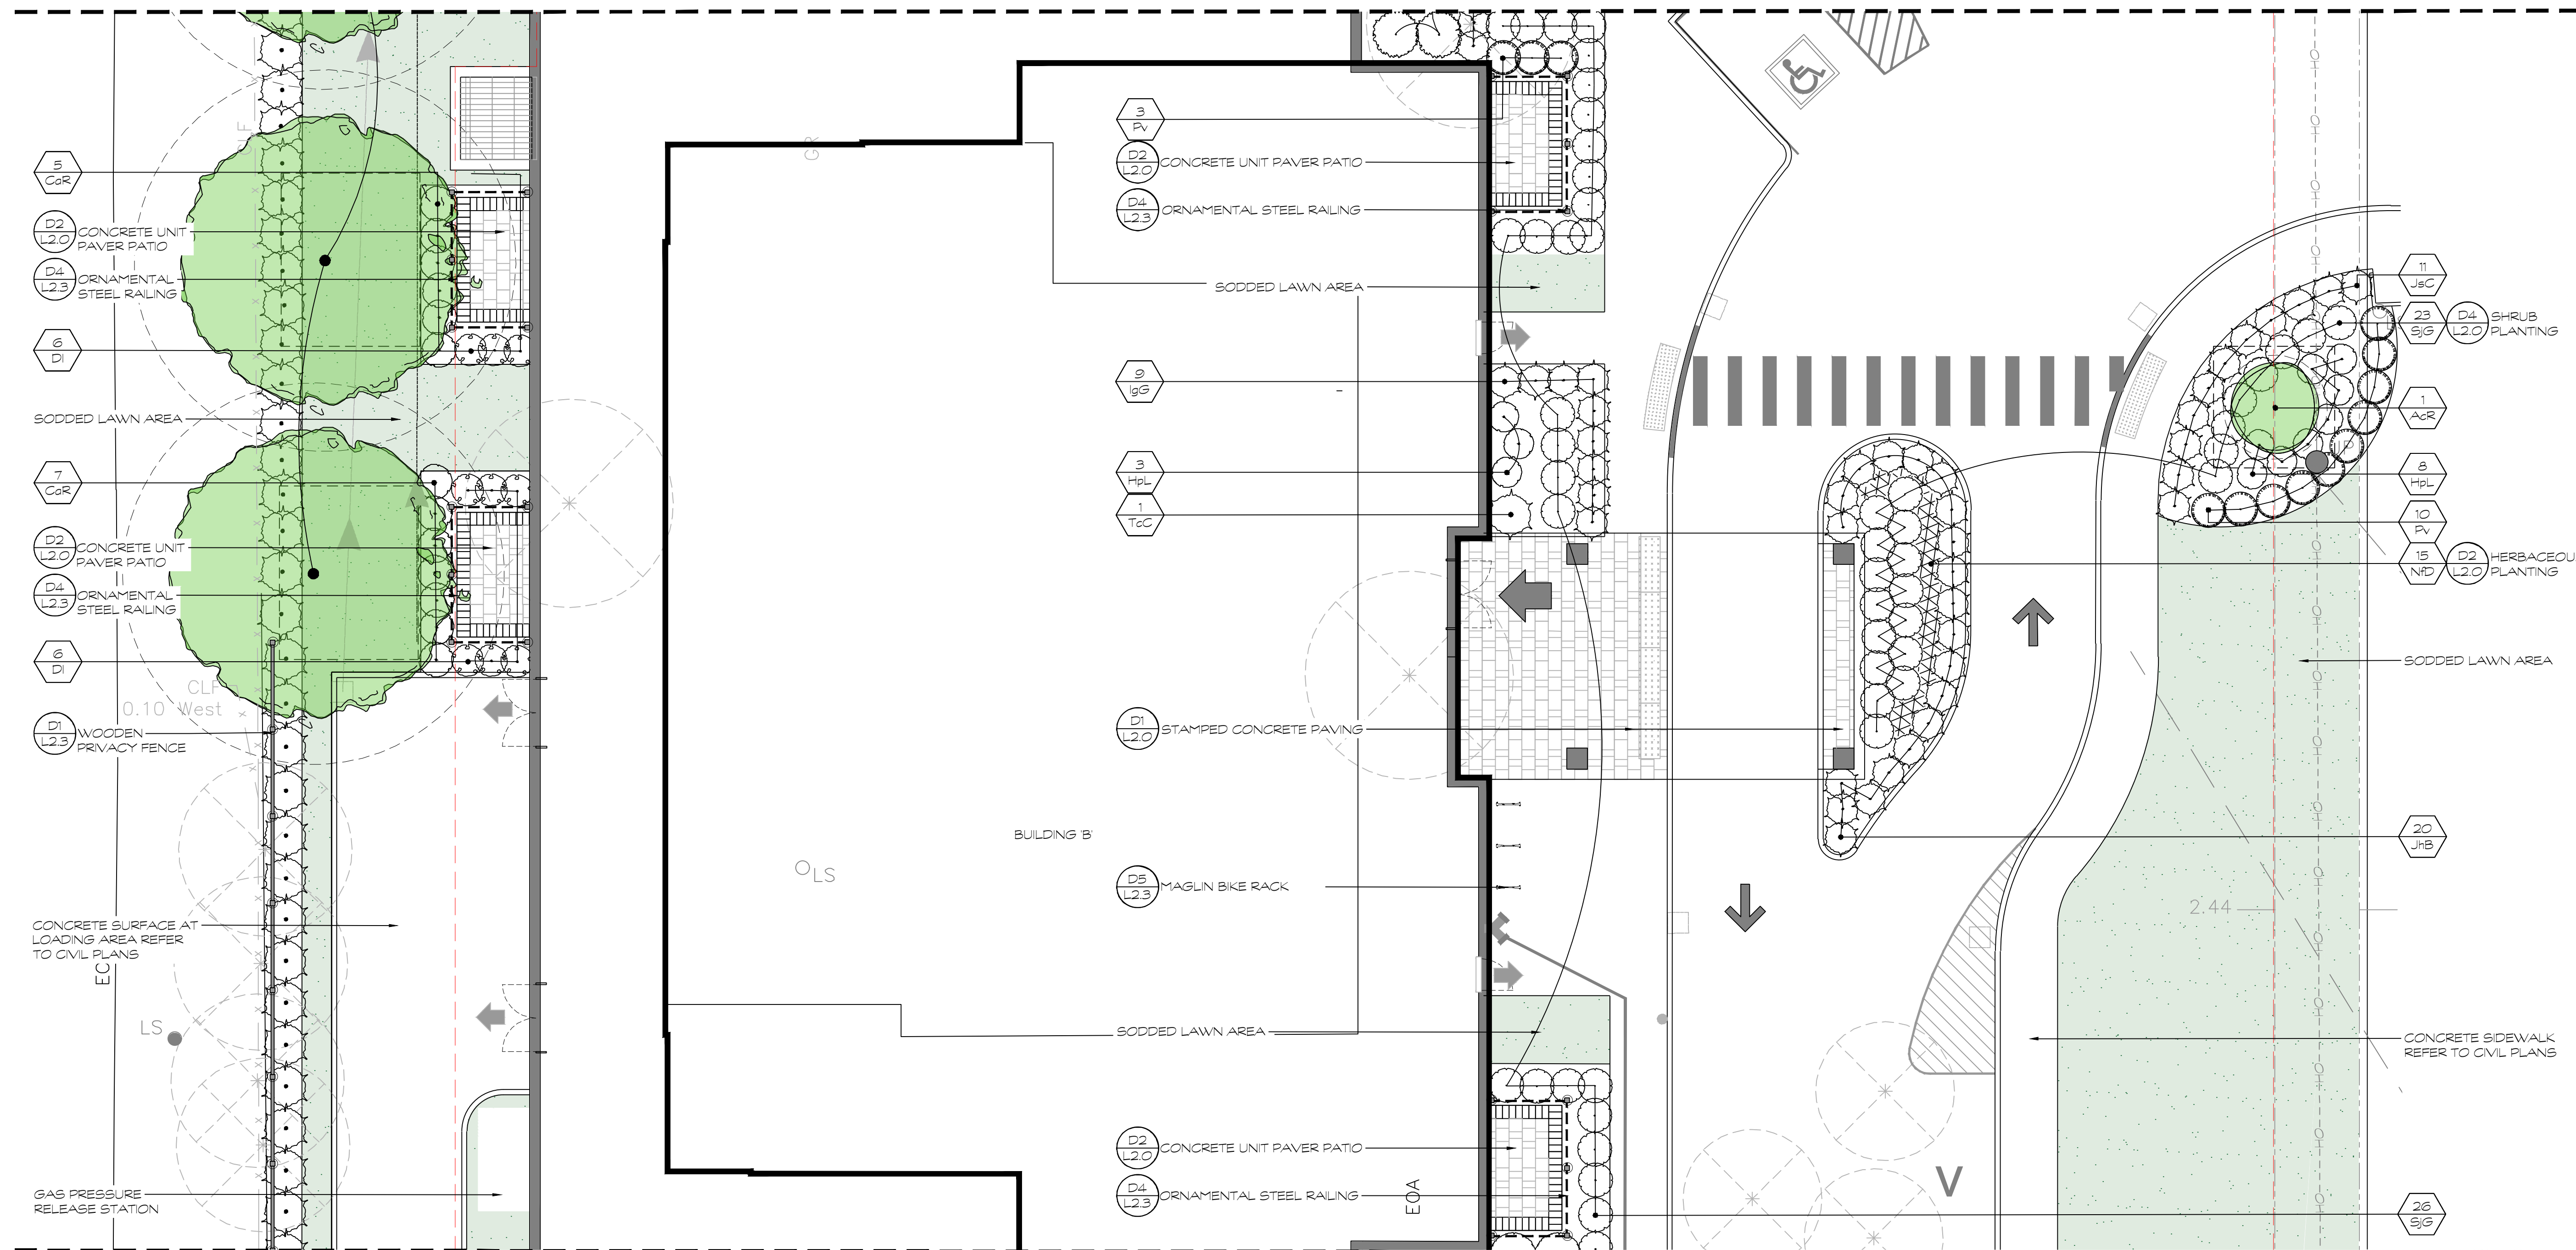 5
CaR
D2
L2.0
CONCRETE UNIT
PAVER PATIO
D4
L2.3
ORNAMENTAL
STEEL RAILING
6
DI
SODDED LAWN AREA
7
CaR
D2
L2.0
CONCRETE UNIT
PAVER PATIO
D4
L2.3
ORNAMENTAL
STEEL RAILING
6
DI
CLF
0.10 West
D1
L2.3
WOODEN
PRIVACY FENCE
CONCRETE SURFACE AT
LOADING AREA REFER
TO CIVIL PLANS
LS
GAS PRESSURE
RELEASE STATION
GR
LS
BUILDING 'B'
3
Pv
D2
L2.0
CONCRETE UNIT PAVER PATIO
D4
L2.3
ORNAMENTAL STEEL RAILING
SODDED LAWN AREA
9
IgG
3
HpL
1
TcC
D1
L2.0
STAMPED CONCRETE PAVING
D5
L2.3
MAGLIN BIKE RACK
SODDED LAWN AREA
D2
L2.0
CONCRETE UNIT PAVER PATIO
D4
L2.3
ORNAMENTAL STEEL RAILING
EOA
V
2.44
11
JsC
23
SjG
D4
L2.0
SHRUB
PLANTING
1
AcR
8
HpL
10
Pv
15
NfD
D2
L2.0
HERBACEOU
PLANTING
SODDED LAWN AREA
20
JhB
CONCRETE SIDEWALK
REFER TO CIVIL PLANS
26
SjG